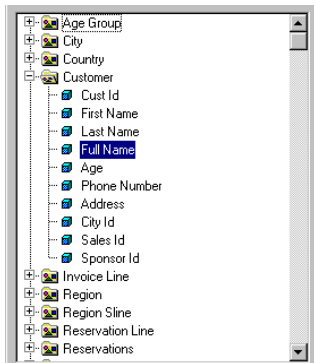 Age Group
City
Country
Customer
Cust Id
First Name
Last Name
Full Name
Age
Phone Number
Address
City Id
Sales Id
Sponsor Id
Invoice Line
Region
Region Sline
Reservation Line
Reservations